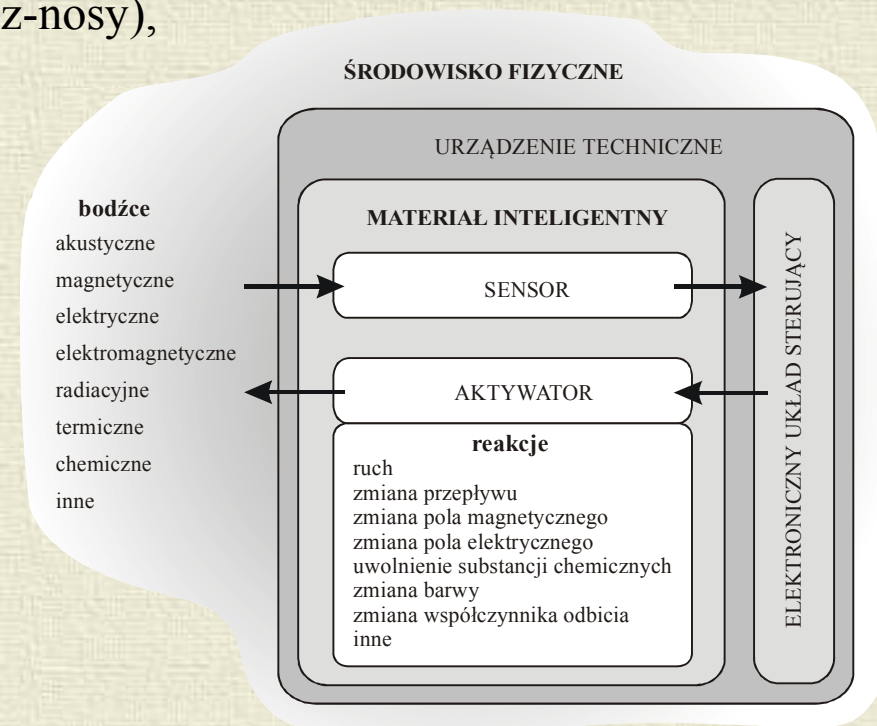 z-nosy),
ŚRODOWISKO FIZYCZNE
URZĄDZENIE TECHNICZNE
bodźce
akustyczne
magnetyczne
elektryczne
elektromagnetyczne
radiacyjne
termiczne
chemiczne
inne
MATERIAŁ INTELIGENTNY
SENSOR
AKTYWATOR
reakcje
ruch
zmiana przepływu
zmiana pola magnetycznego
zmiana pola elektrycznego
uwolnienie substancji chemicznych
zmiana barwy
zmiana współczynnika odbicia
inne
ELEKTRONICZNY UKŁAD STERUJĄCY